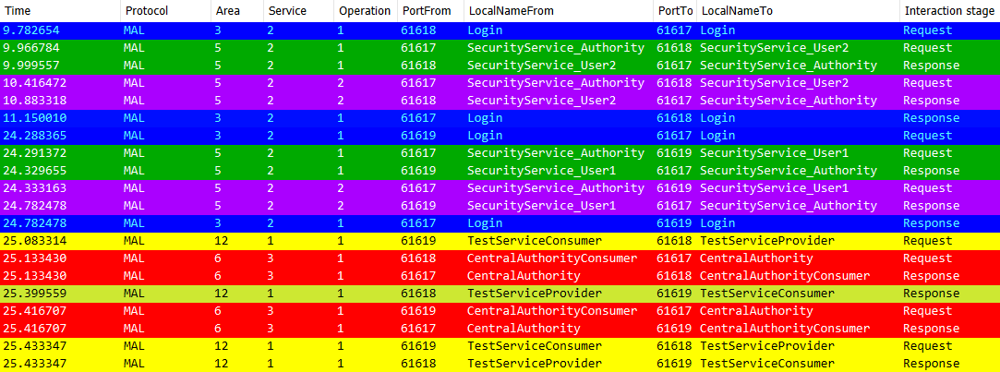 Time Protocol Area Service Operation PortFrom LocalNameFrom PortTo LocalNameTo Interaction stage
9.782654 MAL 3 2 1 61618 Login 61617 Login Request
9.966784 MAL 5 2 1 61617 SecurityService_Authority 61618 SecurityService_User2 Request
9.999557 MAL 5 2 1 61618 SecurityService_User2 61617 SecurityService_Authority Response
10.416472 MAL 5 2 2 61617 SecurityService_Authority 61618 SecurityService_User2 Request
10.883318 MAL 5 2 2 61618 SecurityService_User2 61617 SecurityService_Authority Response
11.150010 MAL 3 2 1 61617 Login 61618 Login Response
24.288365 MAL 3 2 1 61619 Login 61617 Login Request
24.291372 MAL 5 2 1 61617 SecurityService_Authority 61619 SecurityService_User1 Request
24.329655 MAL 5 2 1 61619 SecurityService_User1 61617 SecurityService_Authority Response
24.333163 MAL 5 2 2 61617 SecurityService_Authority 61619 SecurityService_User1 Request
24.782478 MAL 5 2 2 61619 SecurityService_User1 61617 SecurityService_Authority Response
24.782478 MAL 3 2 1 61617 Login 61619 Login Response
25.083314 MAL 12 1 1 61619 TestServiceConsumer 61618 TestServiceProvider Request
25.133430 MAL 6 3 1 61618 CentralAuthorityConsumer 61617 CentralAuthority Request
25.133430 MAL 6 3 1 61617 CentralAuthority 61618 CentralAuthorityConsumer Response
25.399559 MAL 12 1 1 61618 TestServiceProvider 61619 TestServiceConsumer Response
25.416707 MAL 6 3 1 61619 CentralAuthorityConsumer 61617 CentralAuthority Request
25.416707 MAL 6 3 1 61617 CentralAuthority 61619 CentralAuthorityConsumer Response
25.433347 MAL 12 1 1 61619 TestServiceConsumer 61618 TestServiceProvider Request
25.433347 MAL 12 1 1 61618 TestServiceProvider 61619 TestServiceConsumer Response